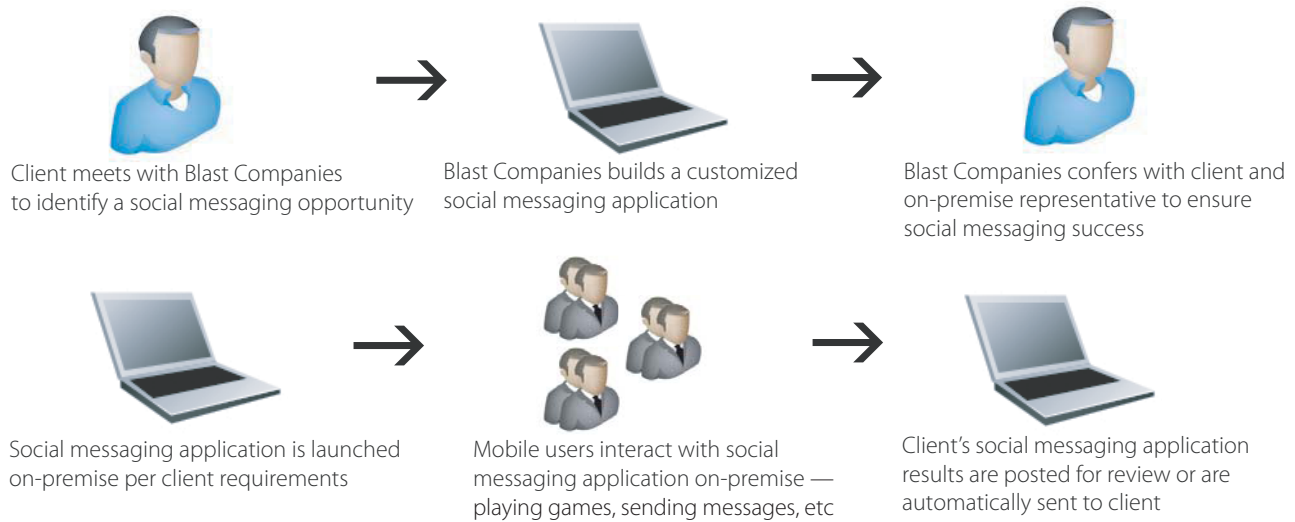 Client meets with Blast Companies
to identify a social messaging opportunity
Blast Companies builds a customized
social messaging application
Blast Companies confers with client and
on-premise representative to ensure
social messaging success
Social messaging application is launched
on-premise per client requirements
Mobile users interact with social
messaging application on-premise —
playing games, sending messages, etc
Client's social messaging application
results are posted for review or are
automatically sent to client